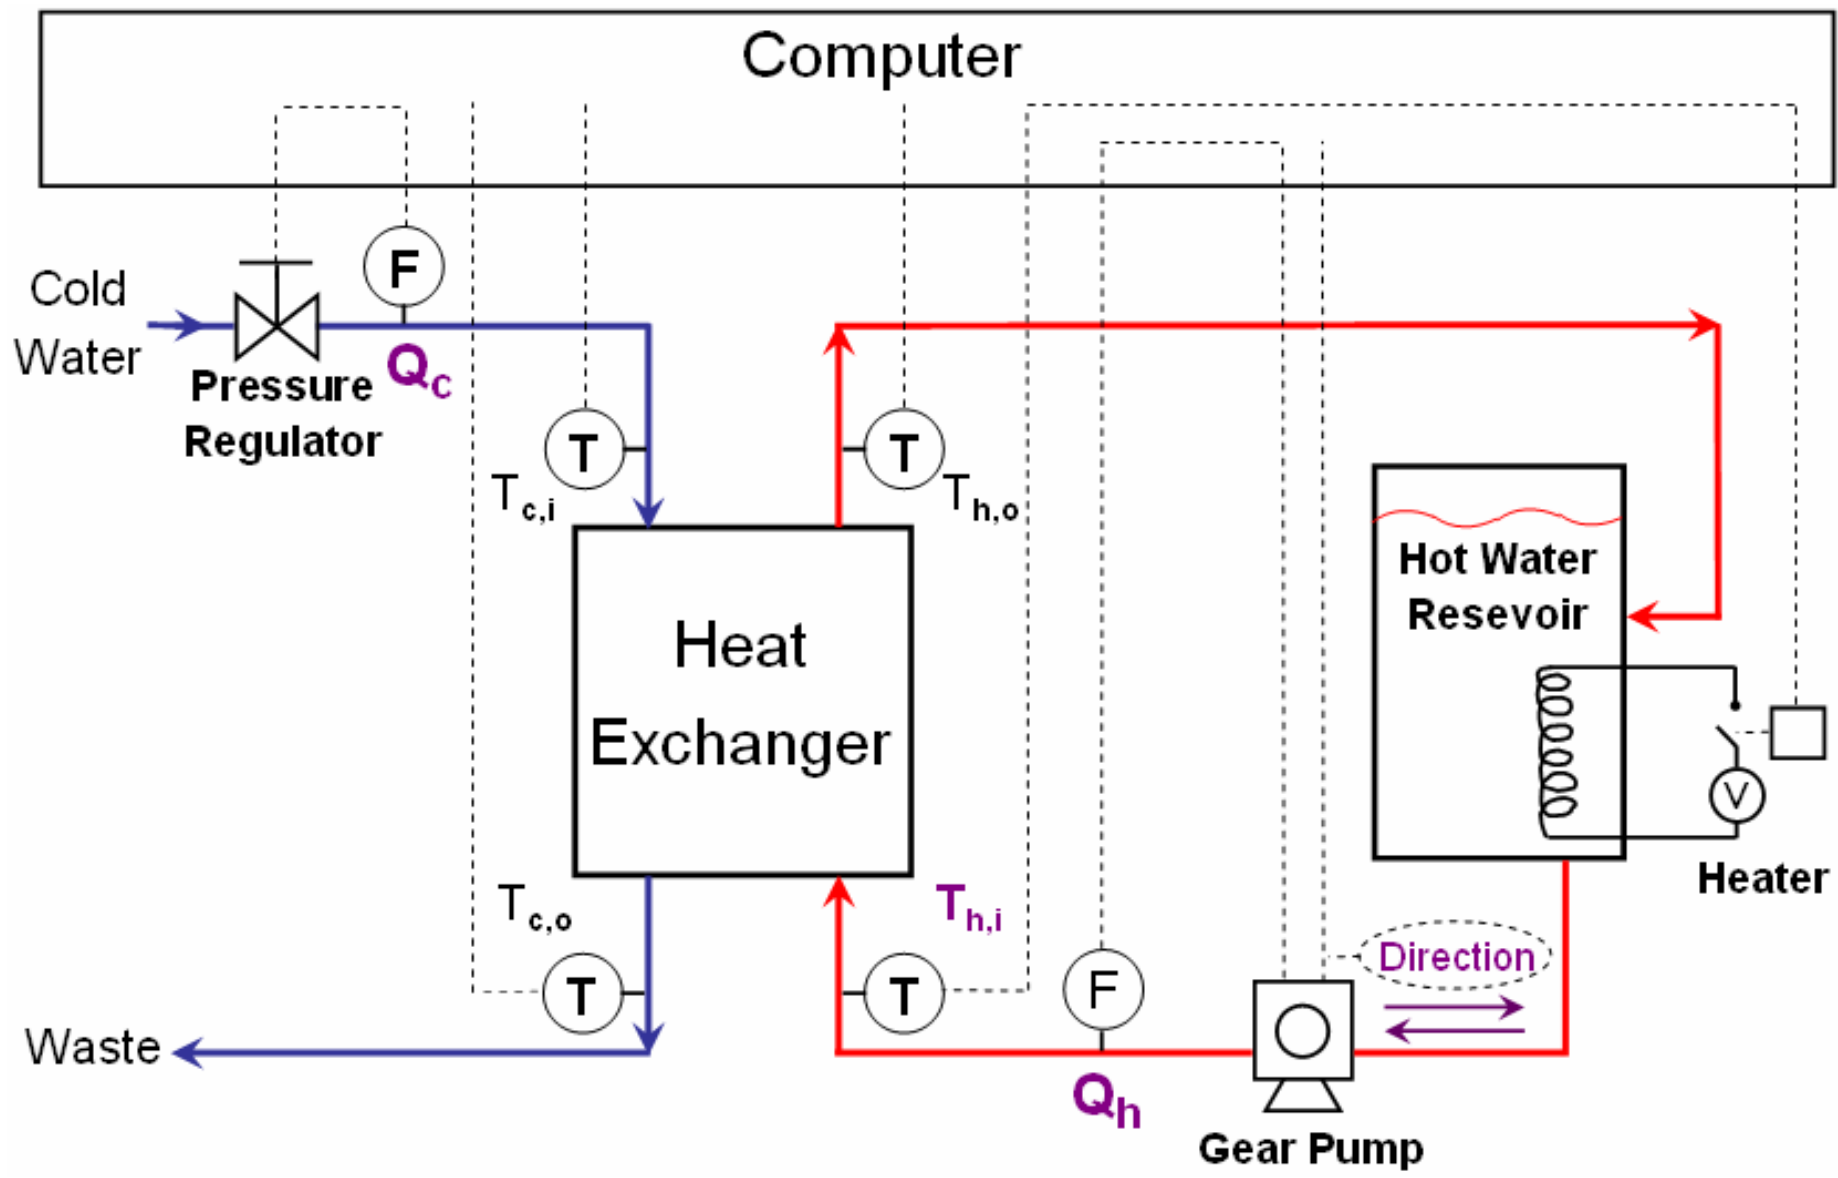 Computer
F
Cold
Water
Pressure
Regulator
Qc
T
Tc,i
T
Th,o
Hot Water
Resevoir
Heat
Exchanger
V
Heater
Tc,o
Th,i
T
T
F
Direction
Waste
Qh
Gear Pump